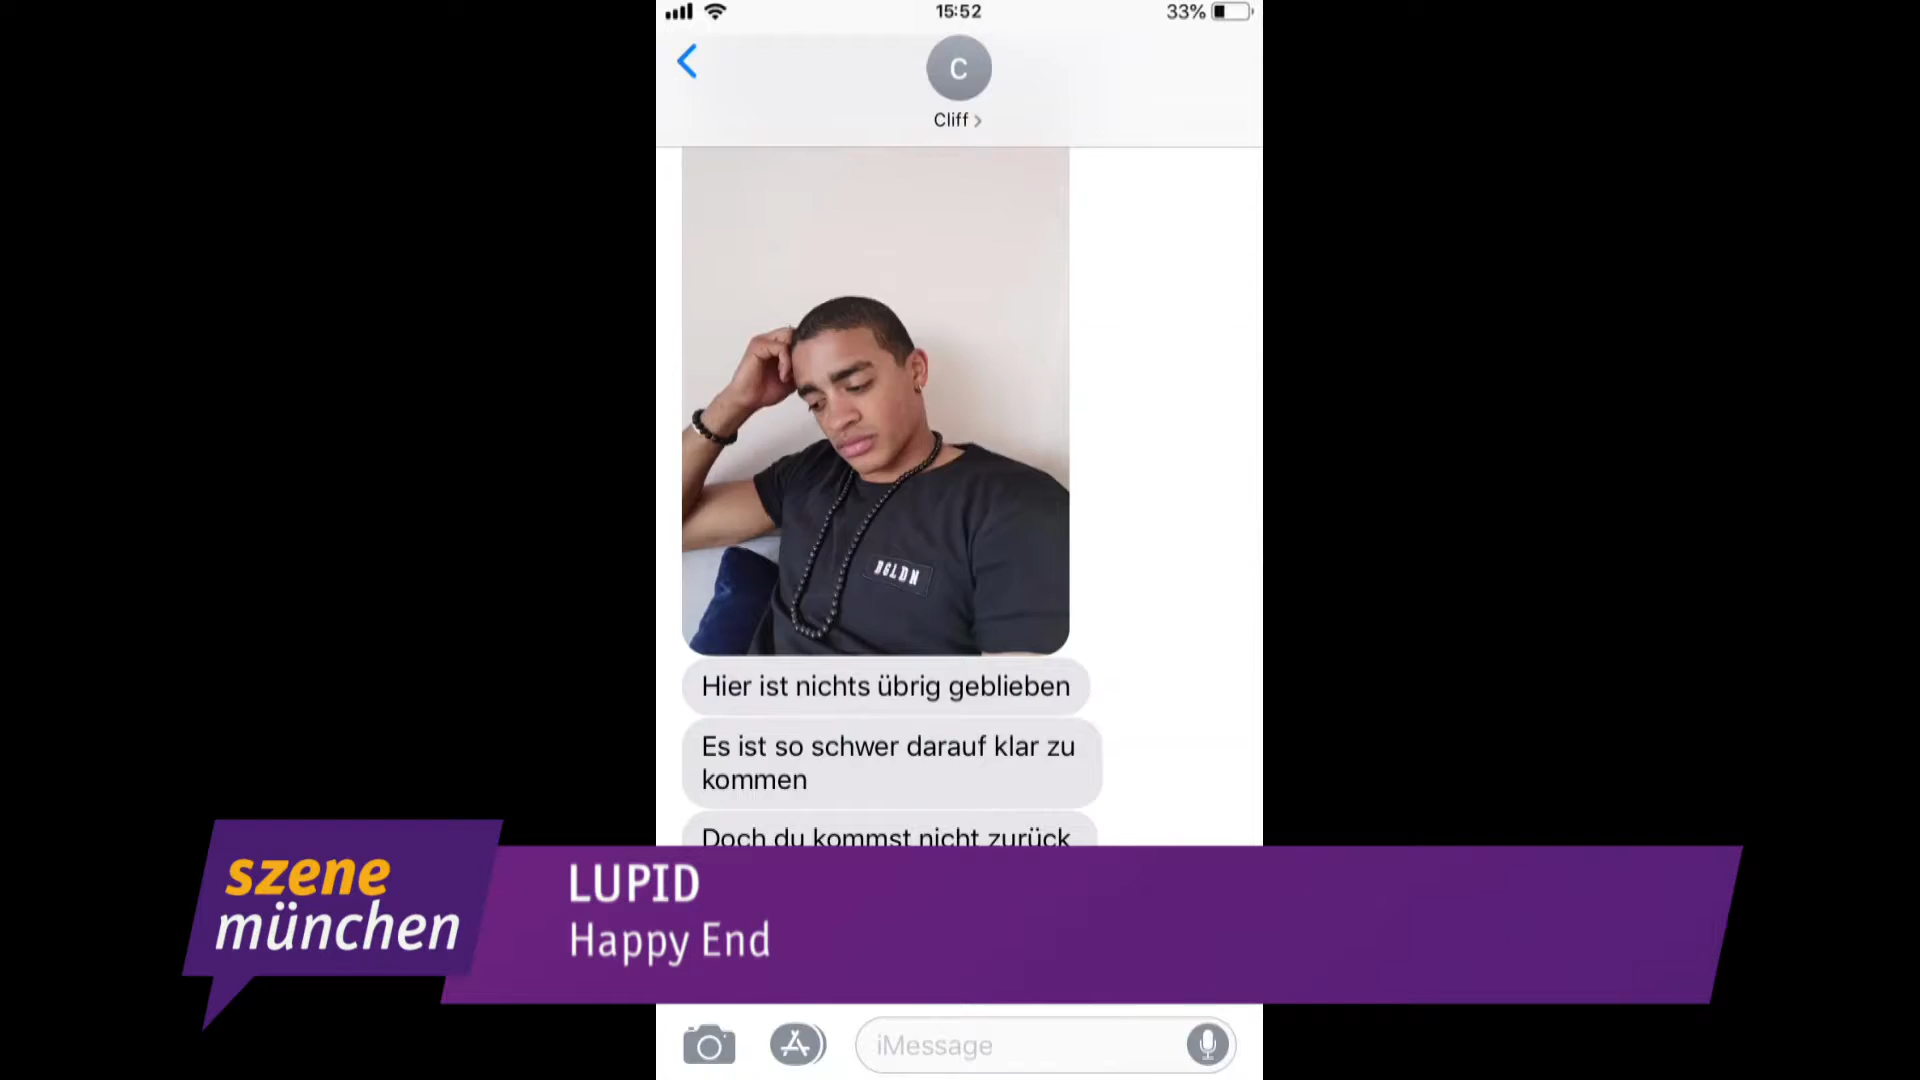 15:52
33%
C
Cliff
DGLDN
Hier ist nichts übrig geblieben
Es ist so schwer darauf klar zu
kommen
Doch du kommst nicht zurück
szene
münchen
LUPID
Happy End
iMessage